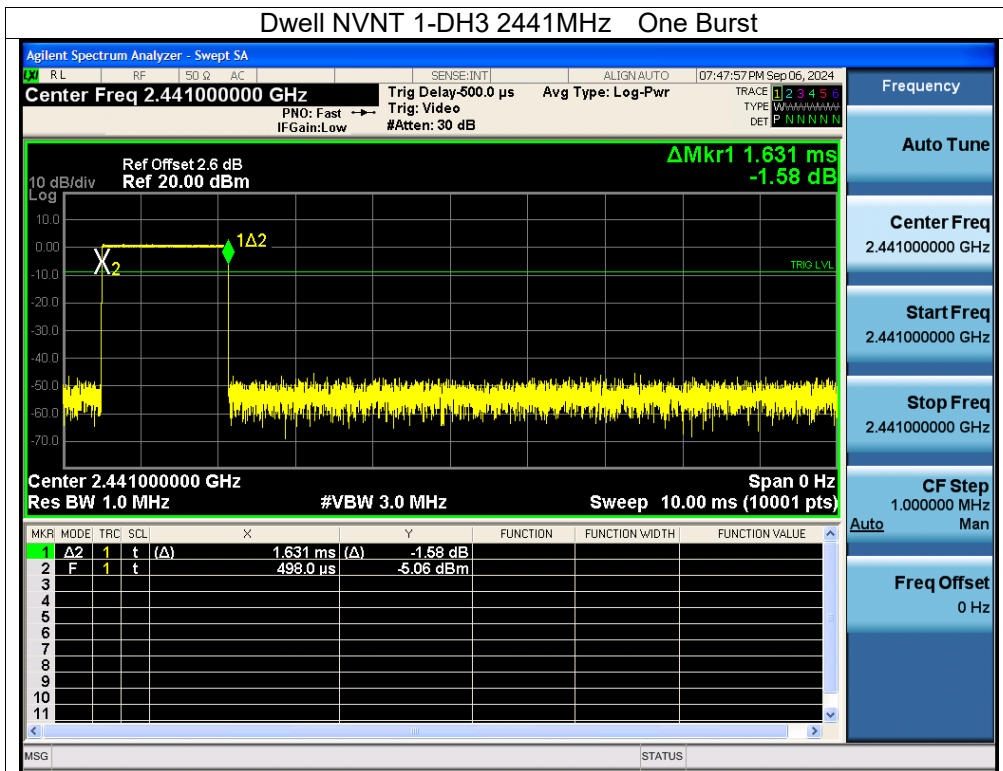 Dwell NVNT 1-DH3 2441MHz One Burst
Agilent Spectrum Analyzer - Swept SA
LXI RL RF 50 Ω AC SENSE:INT ALIGN AUTO 07:47:57 PM Sep 06, 2024
Center Freq 2.441000000 GHz Trig Delay-500.0 µs Avg Type: Log-Pwr TRACE 1 2 3 4 5 6
PNO: Fast Trig: Video TYPE WWWWWW
IFGain:Low #Atten: 30 dB DET P N N N N N
ΔMkr1 1.631 ms
-1.58 dB
Ref Offset 2.6 dB
10 dB/div Ref 20.00 dBm
Log
10.0
0.00
-10.0
-20.0
-30.0
-40.0
-50.0
-60.0
-70.0
1Δ2
2
TRIG LVL
Center 2.441000000 GHz Span 0 Hz
Res BW 1.0 MHz #VBW 3.0 MHz Sweep 10.00 ms (10001 pts)
MKR MODE TRC SCL X Y FUNCTION FUNCTION WIDTH FUNCTION VALUE
1 Δ2 1 t (Δ) 1.631 ms (Δ) -1.58 dB
2 F 1 t 498.0 µs -5.06 dBm
3
4
5
6
7
8
9
10
11
MSG STATUS
Frequency
Auto Tune
Center Freq
2.441000000 GHz
Start Freq
2.441000000 GHz
Stop Freq
2.441000000 GHz
CF Step
1.000000 MHz
Auto Man
Freq Offset
0 Hz